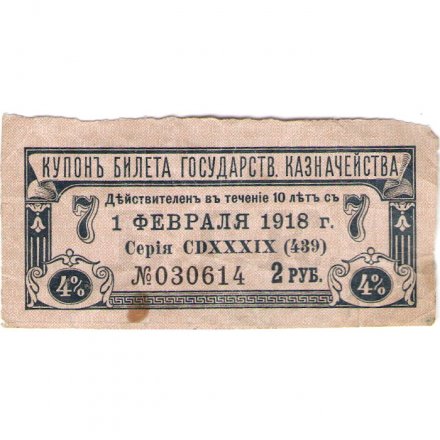 КУПОНЪ БИЛЕТА ГОСУДАРСТВ. КАЗНАЧЕЙСТВА
7 Дѣйствителенъ въ теченіе 10 лѣтъ съ 7
1 ФЕВРАЛЯ 1918 г.
Серія CDXXXIX (439)
4% №030614 2 РУБ. 4%